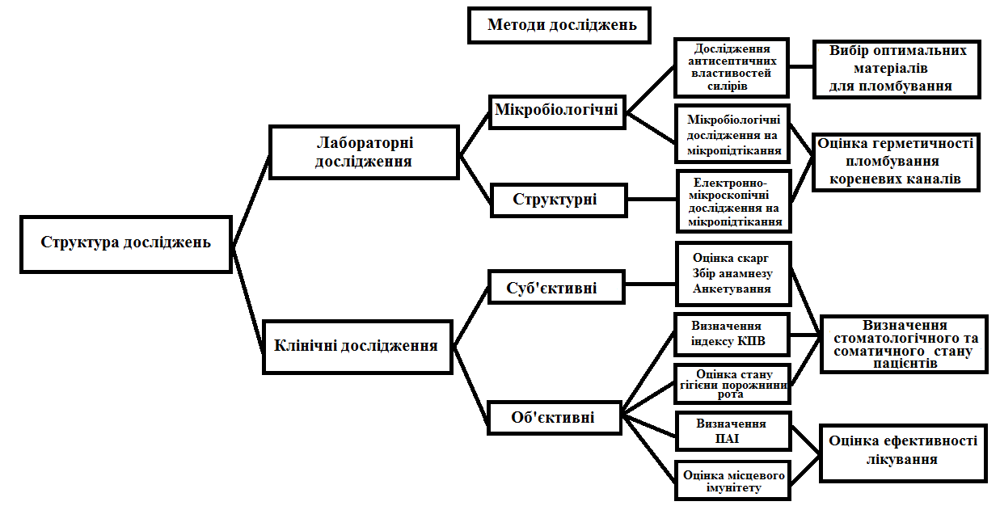 Методи досліджень
Дослідження
антисептичних
властивостей
силірів
Вибір оптимальних
матеріалів
для пломбування
Мікробіологічні
Мікробіологічні
дослідження на
мікропідтікання
Лабораторні
дослідження
Оцінка герметичності
пломбування
кореневих каналів
Структурні
Електронно-
мікроскопічні
дослідження на
мікропідтікання
Структура досліджень
Суб'єктивні
Оцінка скарг
Збір анамнезу
Анкетування
Клінічні дослідження
Визначення
індексу КПВ
Визначення
стоматологічного та
соматичного стану
пацієнтів
Оцінка стану
гігієни порожнини
рота
Об'єктивні
Визначення
ПАІ
Оцінка ефективності
лікування
Оцінка місцевого
імунітету